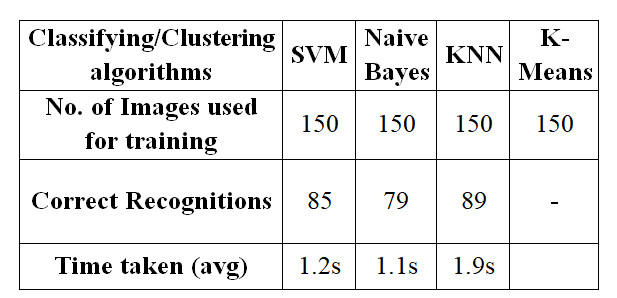 Classifying/Clustering algorithms SVM Naive Bayes KNN K-Means
No. of Images used for training 150 150 150 150
Correct Recognitions 85 79 89 -
Time taken (avg) 1.2s 1.1s 1.9s